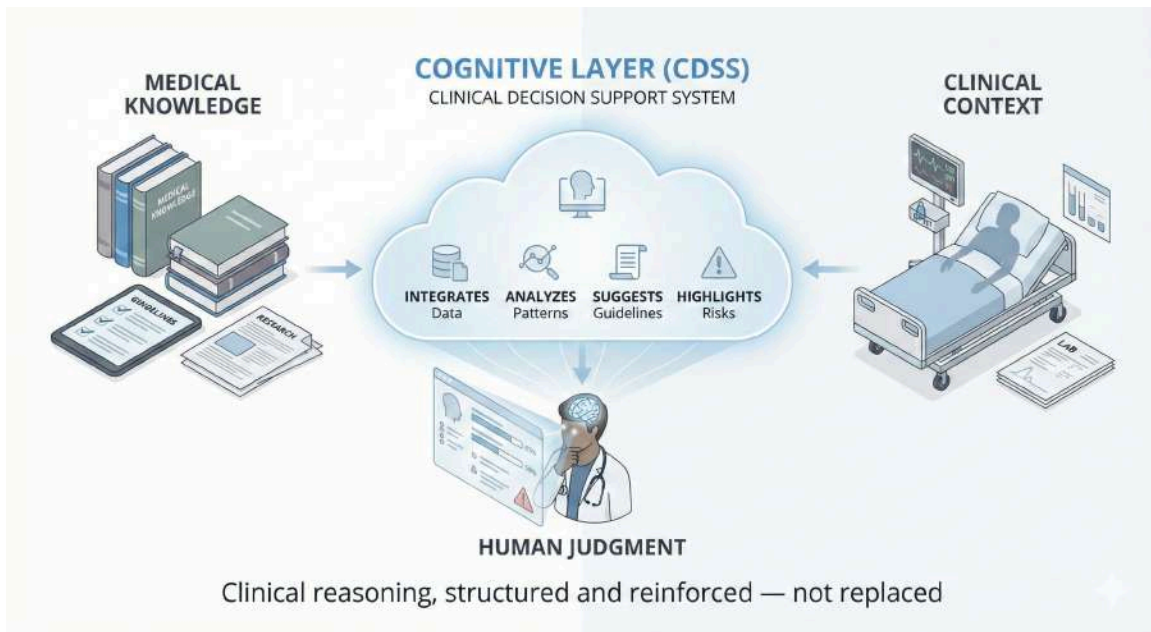 COGNITIVE LAYER (CDSS)
CLINICAL DECISION SUPPORT SYSTEM
MEDICAL
KNOWLEDGE
CLINICAL
CONTEXT
MEDICAL
KNOWLEDGE
GUIDELINES
RESEARCH
INTEGRATES
Data
ANALYZES
Patterns
SUGGESTS
Guidelines
HIGHLIGHTS
Risks
LAB
HUMAN JUDGMENT
Clinical reasoning, structured and reinforced — not replaced